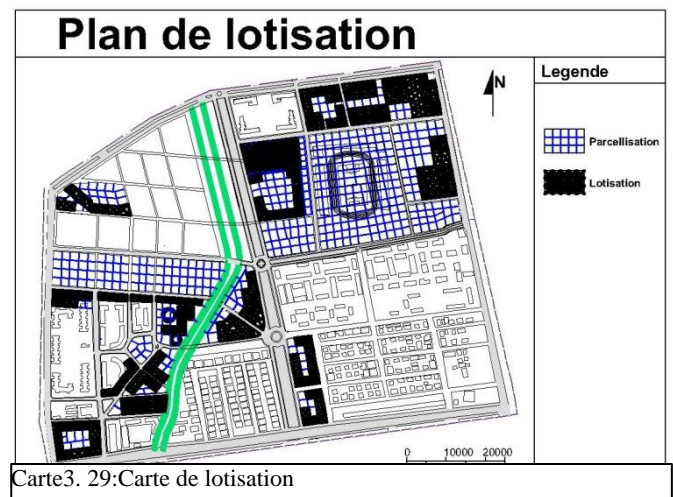 Plan de lotisation
N
Legende
Parcellisation
Lotisation
0 10000 20000
Carte3. 29:Carte de lotisation